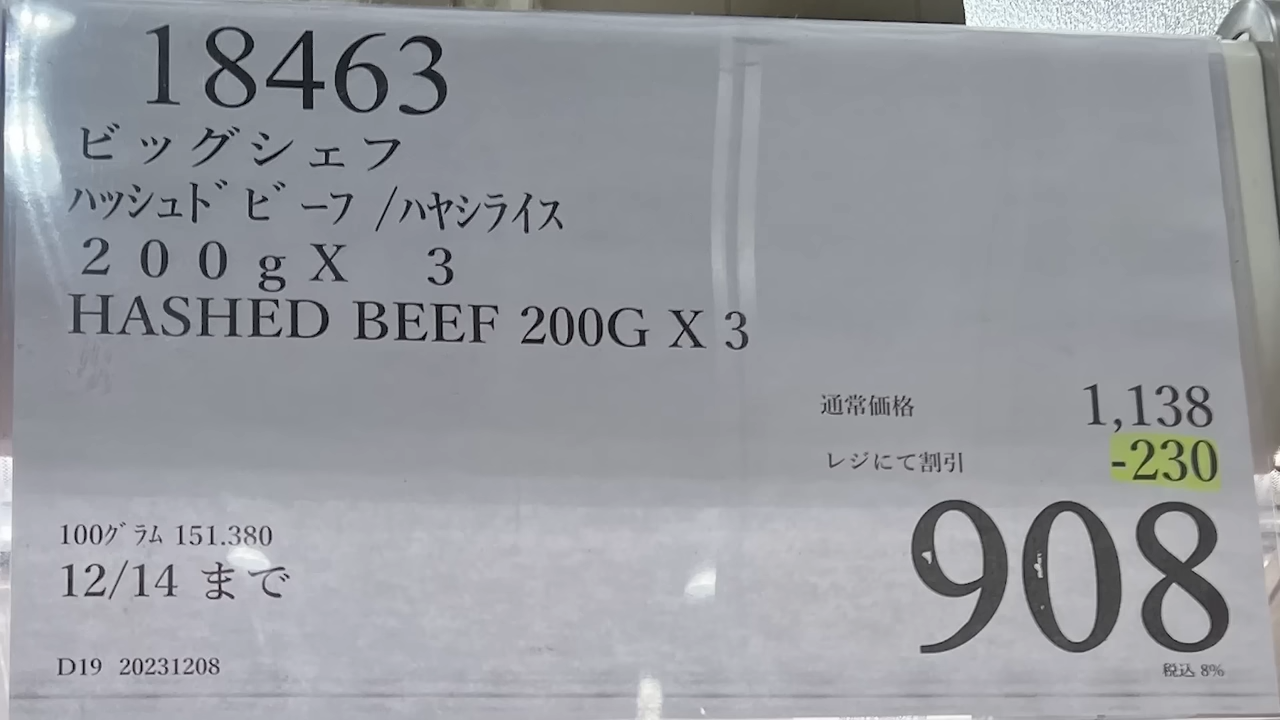 18463
ビッグシェフ
ﾊｯｼｭﾄﾞﾋﾞｰﾌ/ﾊﾔｼﾗｲｽ
２００ｇＸ　３
HASHED BEEF 200G X 3
通常価格 1,138
レジにて割引 -230
908
税込 8%
100ｸﾞﾗﾑ 151.380
12/14 まで
D19 20231208